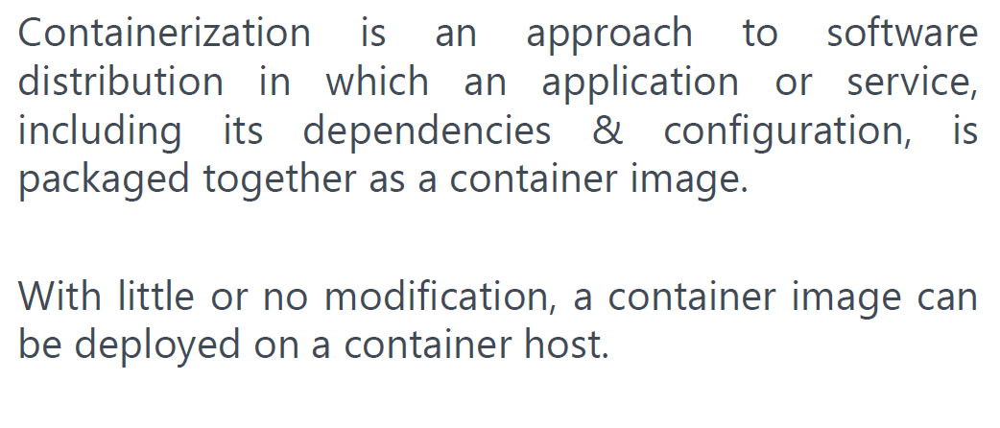 Containerization is an approach to software
distribution in which an application or service,
including its dependencies & configuration, is
packaged together as a container image.
With little or no modification, a container image can
be deployed on a container host.